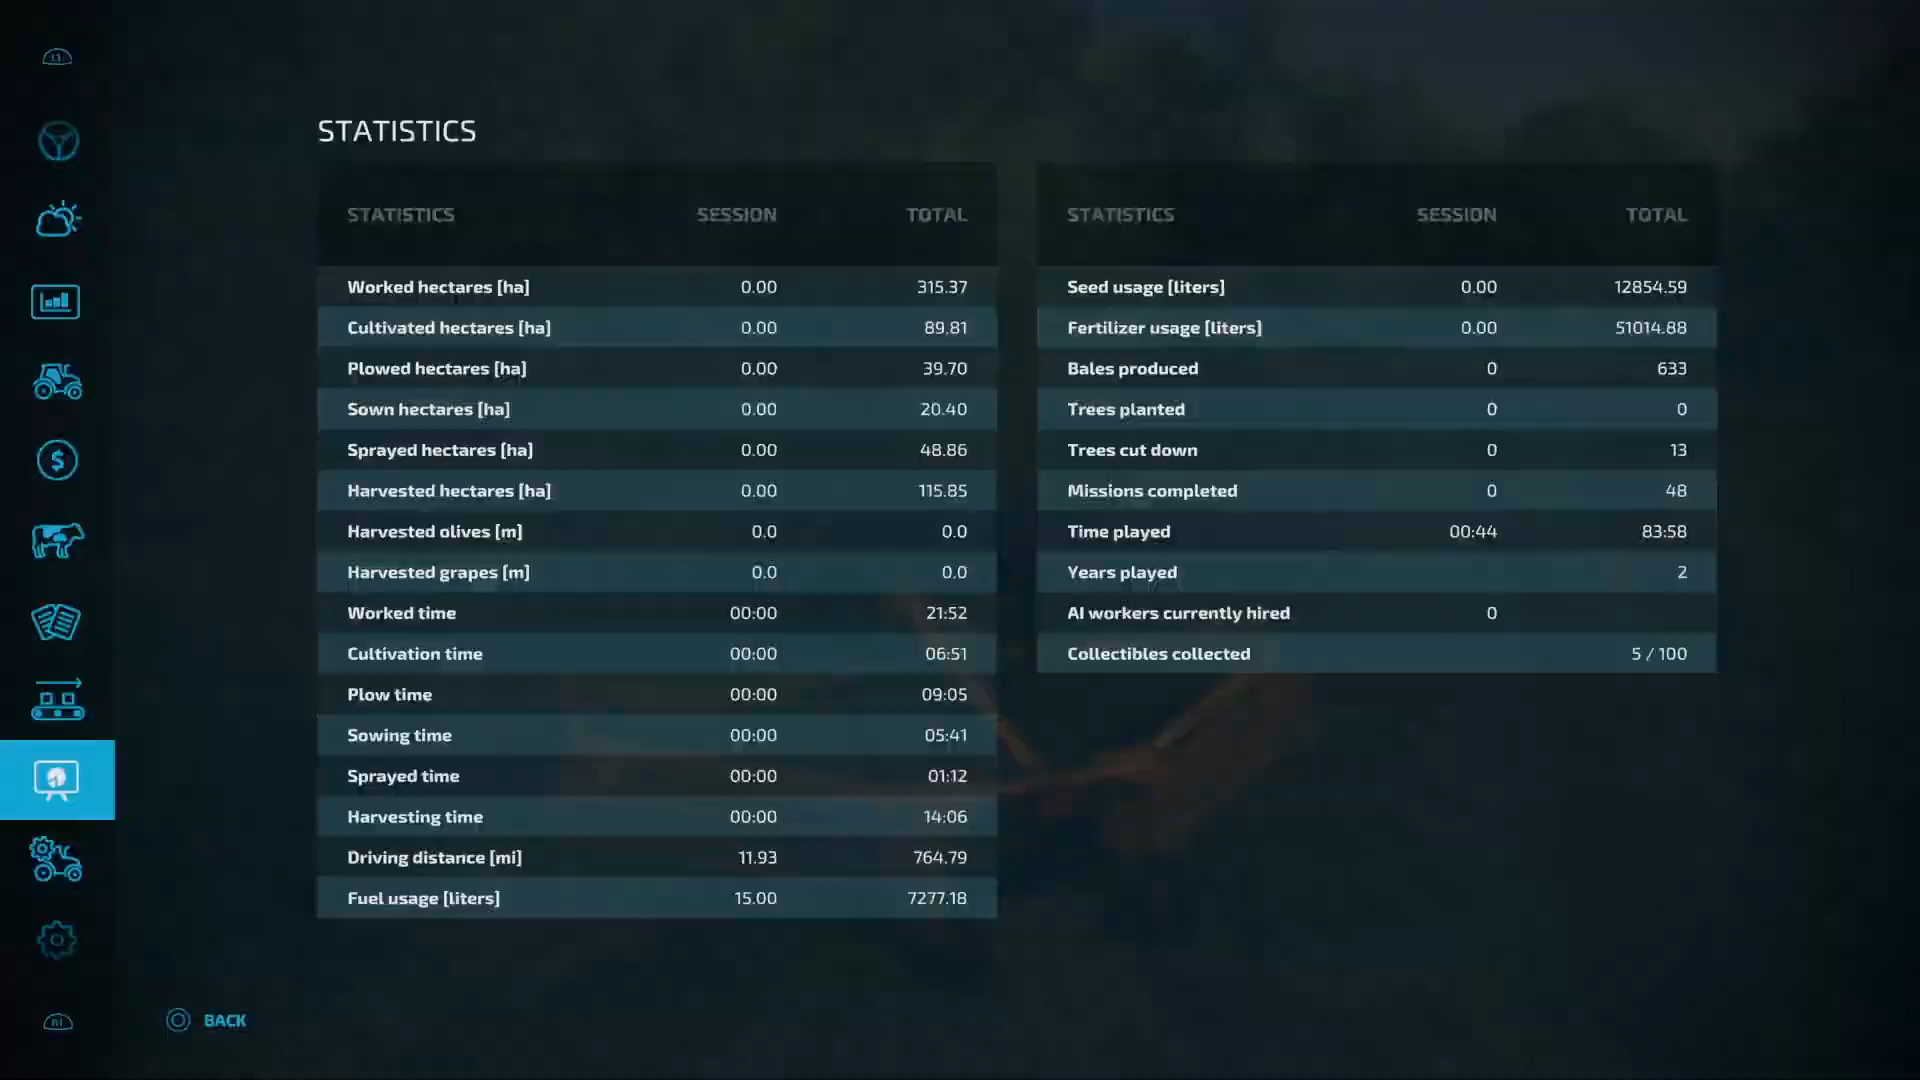 L1
STATISTICS
STATISTICS SESSION TOTAL
Worked hectares [ha] 0.00 315.37
Cultivated hectares [ha] 0.00 89.81
Plowed hectares [ha] 0.00 39.70
Sown hectares [ha] 0.00 20.40
Sprayed hectares [ha] 0.00 48.86
Harvested hectares [ha] 0.00 115.85
Harvested olives [m] 0.0 0.0
Harvested grapes [m] 0.0 0.0
Worked time 00:00 21:52
Cultivation time 00:00 06:51
Plow time 00:00 09:05
Sowing time 00:00 05:41
Sprayed time 00:00 01:12
Harvesting time 00:00 14:06
Driving distance [mi] 11.93 764.79
Fuel usage [liters] 15.00 7277.18
STATISTICS SESSION TOTAL
Seed usage [liters] 0.00 12854.59
Fertilizer usage [liters] 0.00 51014.88
Bales produced 0 633
Trees planted 0 0
Trees cut down 0 13
Missions completed 0 48
Time played 00:44 83:58
Years played 2
AI workers currently hired 0
Collectibles collected 5 / 100
R1
BACK